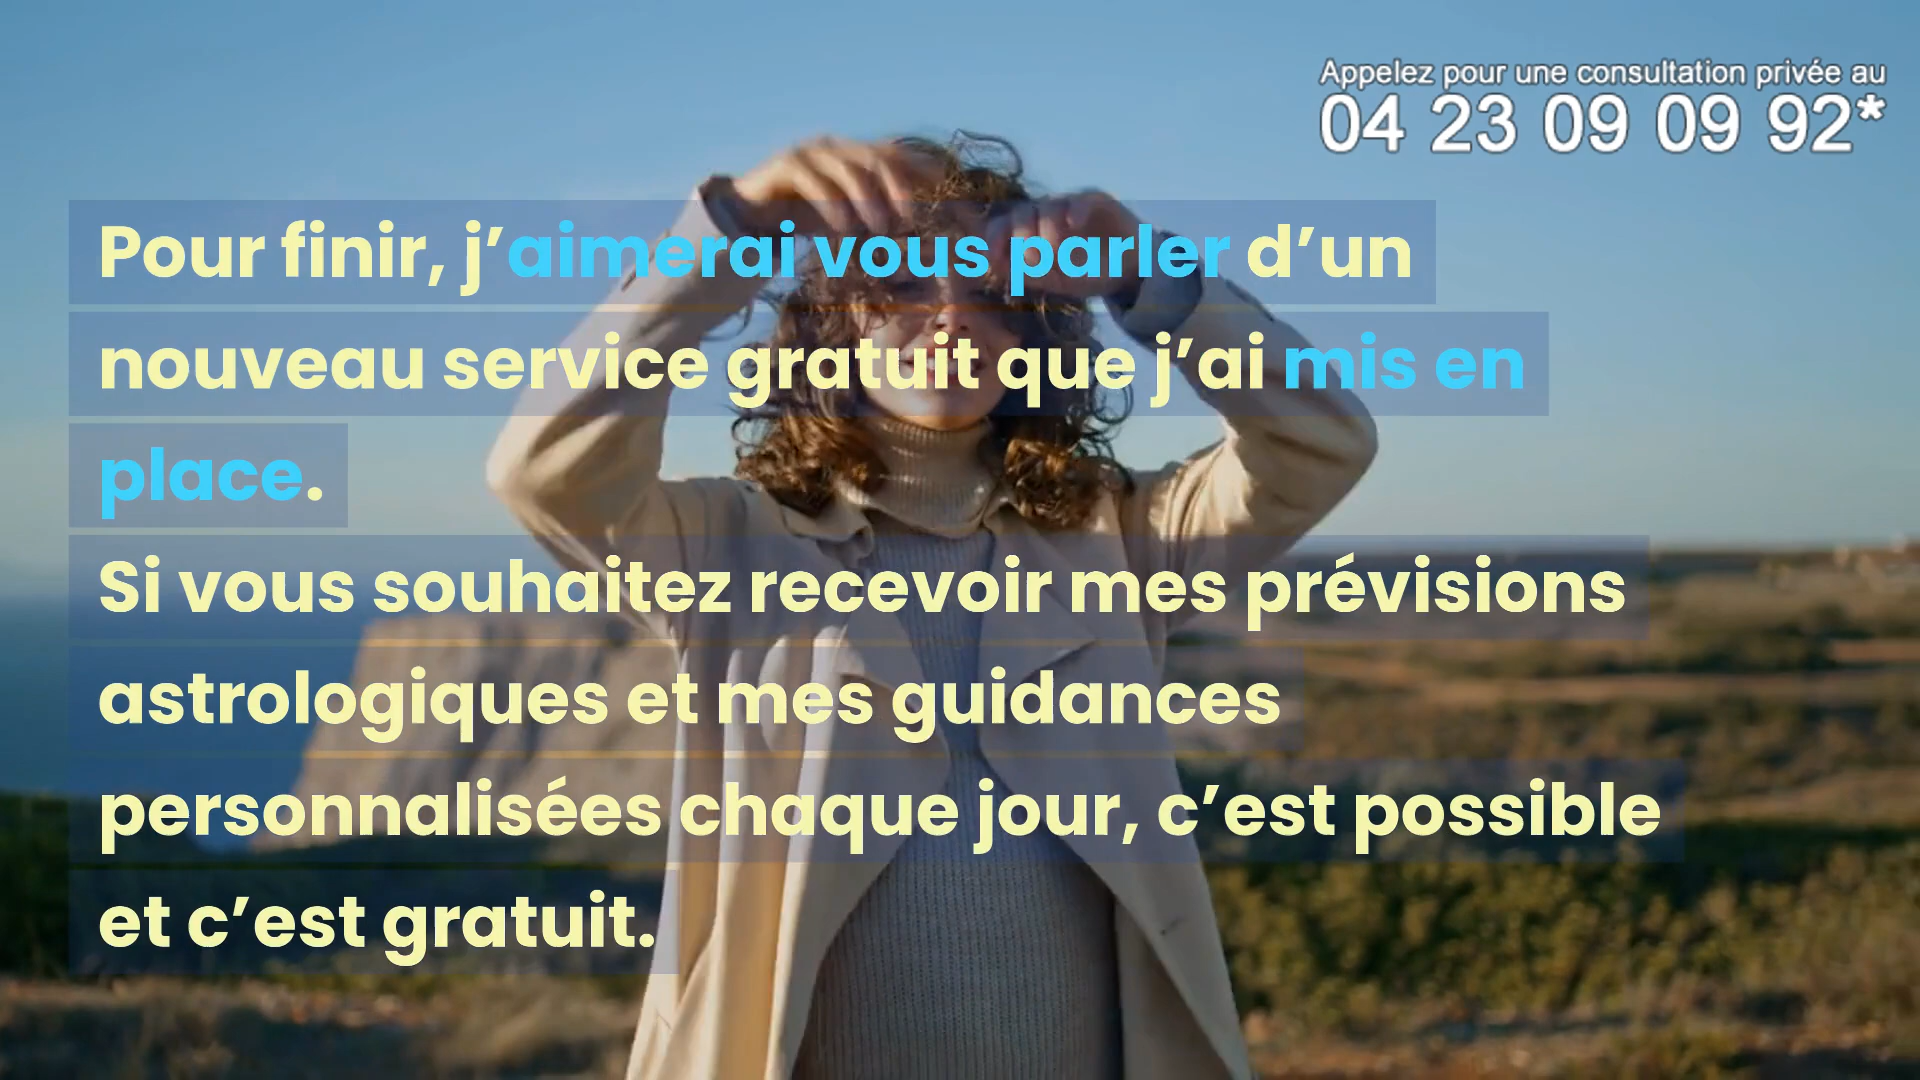 Appelez pour une consultation privée au
04 23 09 09 92*
Pour finir, j’aimerai vous parler d’un
nouveau service gratuit que j’ai mis en
place.
Si vous souhaitez recevoir mes prévisions
astrologiques et mes guidances
personnalisées chaque jour, c’est possible
et c’est gratuit.